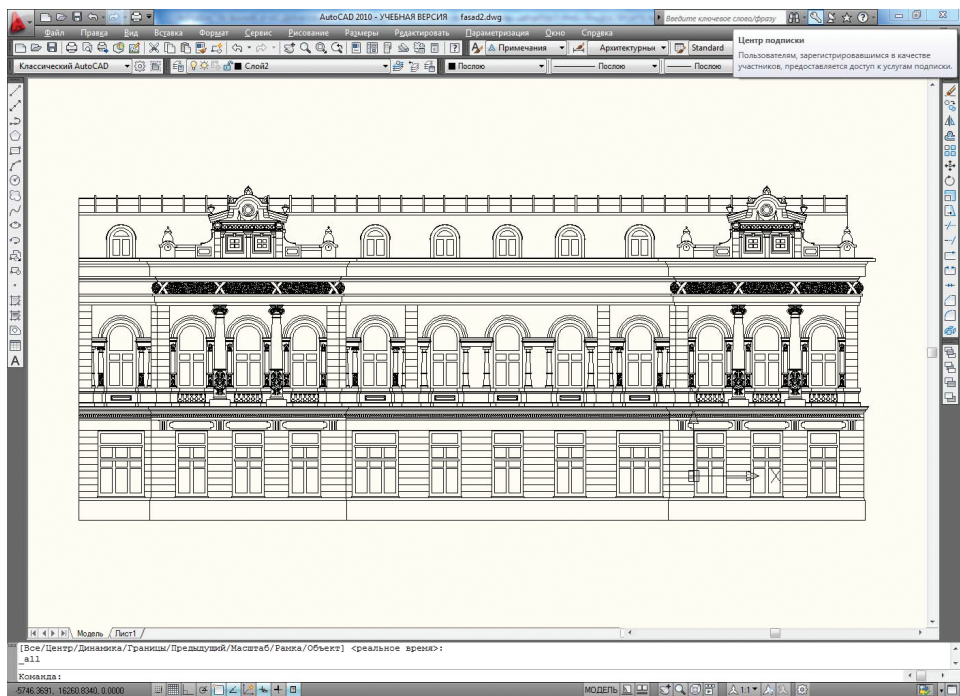 AutoCAD 2010 - УЧЕБНАЯ ВЕРСИЯ fasad2.dwg
Введите ключевое слово/фразу
Файл Правка Вид Вставка Формат Сервис Рисование Размеры Редактировать Параметризация Окно Справка
Примечания Архитектурны Standard
Классический AutoCAD Слой2 Послою Послою Послою
Центр подписки
Пользователям, зарегистрировавшимся в качестве
участников, предоставляется доступ к услугам подписки.
X
Модель Лист1
[Все/Центр/Динамика/Границы/Предыдущий/Масштаб/Рамка/Объект] <реальное время>:
_all
Команда:
-5746.3691, 16260.8340, 0.0000 МОДЕЛЬ 1:1